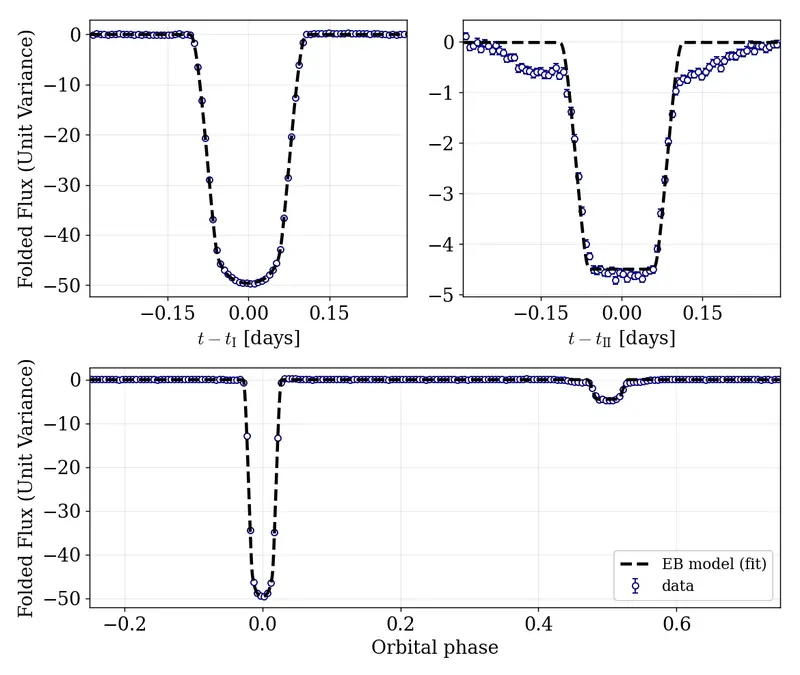 Folded Flux (Unit Variance)
0
−10
−20
−30
−40
−50
−0.15 0.00 0.15
t − tI [days]
0
−1
−2
−3
−4
−5
−0.15 0.00 0.15
t − tII [days]
Folded Flux (Unit Variance)
0
−10
−20
−30
−40
−50
EB model (fit)
data
−0.2 0.0 0.2 0.4 0.6
Orbital phase